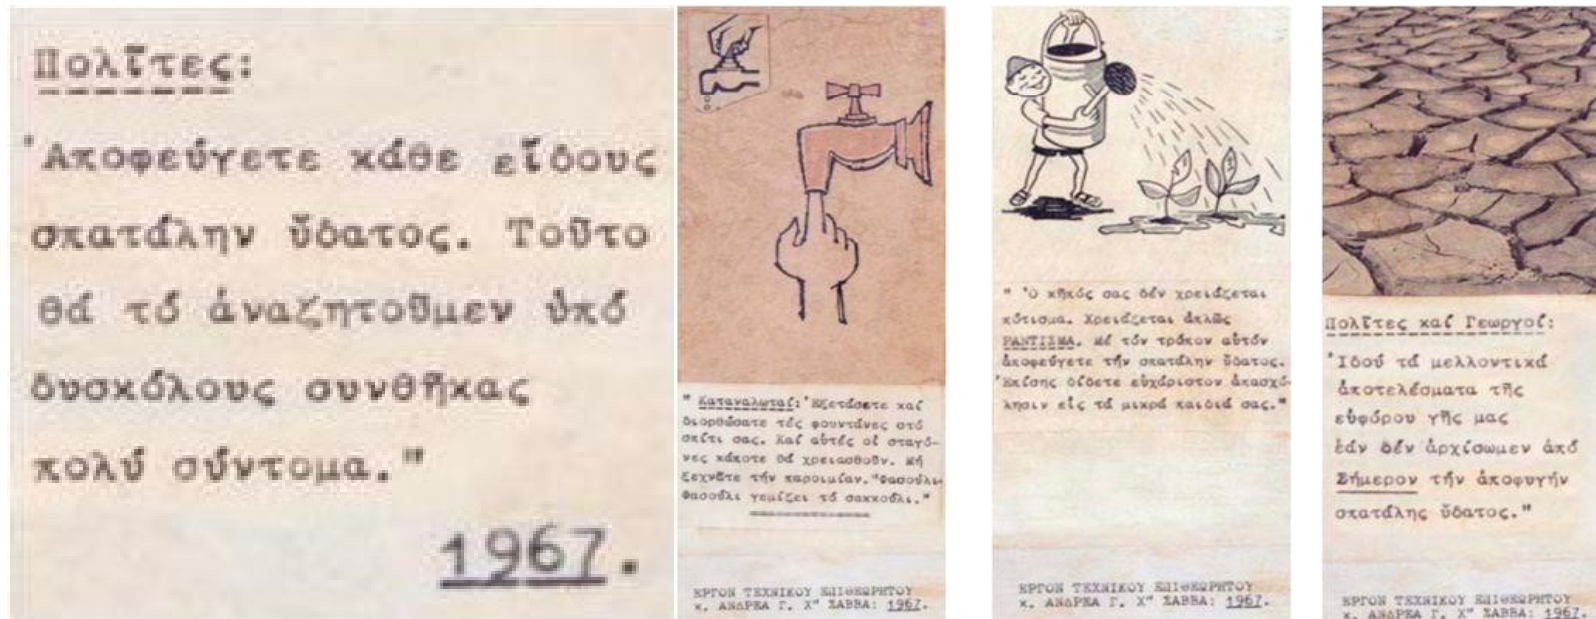 Πολῖτες:
"Αποφεύγετε κάθε εἴδους
σπατάλην ὕδατος. Τοῦτο
θά τό ἀναζητοῦμεν ὑπό
δυσκόλους συνθῆκας
πολύ σύντομα."
1967.
" Καταναλωταί: Ἐξετάσετε καί
διορθώσατε τές φουντάνες στό
σπίτι σας. Καί αὐτές οἱ σταγό-
νες κάποτε θά χρειασθοῦν. Μή
ξεχνᾶτε τήν παροιμίαν. "Φασούλι-
Φασούλι γεμίζει τό σακκούλι."
ΕΡΓΟΝ ΤΕΧΝΙΚΟΥ ΕΠΙΘΕΩΡΗΤΟΥ
κ. ΑΝΔΡΕΑ Γ. Χ" ΣΑΒΒΑ: 1967.
" Ὁ κῆπός σας δέν χρειάζεται
πότισμα. Χρειάζεται ἁπλῶς
ΡΑΝΤΙΣΜΑ. Μέ τόν τρόπον αὐτόν
ἀποφεύγετε τήν σπατάλην ὕδατος.
Ἐπίσης δίδετε εὐχάριστον ἀπασχό-
λησιν εἰς τά μικρά παιδιά σας."
ΕΡΓΟΝ ΤΕΧΝΙΚΟΥ ΕΠΙΘΕΩΡΗΤΟΥ
κ. ΑΝΔΡΕΑ Γ. Χ" ΣΑΒΒΑ: 1967.
Πολῖτες καί Γεωργοί:
Ἰδού τά μελλοντικά
ἀποτελέσματα τῆς
εὐφόρου γῆς μας
ἐάν δέν ἀρχίσωμεν ἀπό
Σήμερον τήν ἀποφυγήν
σπατάλης ὕδατος."
ΕΡΓΟΝ ΤΕΧΝΙΚΟΥ ΕΠΙΘΕΩΡΗΤΟΥ
κ. ΑΝΔΡΕΑ Γ. Χ" ΣΑΒΒΑ: 1967.